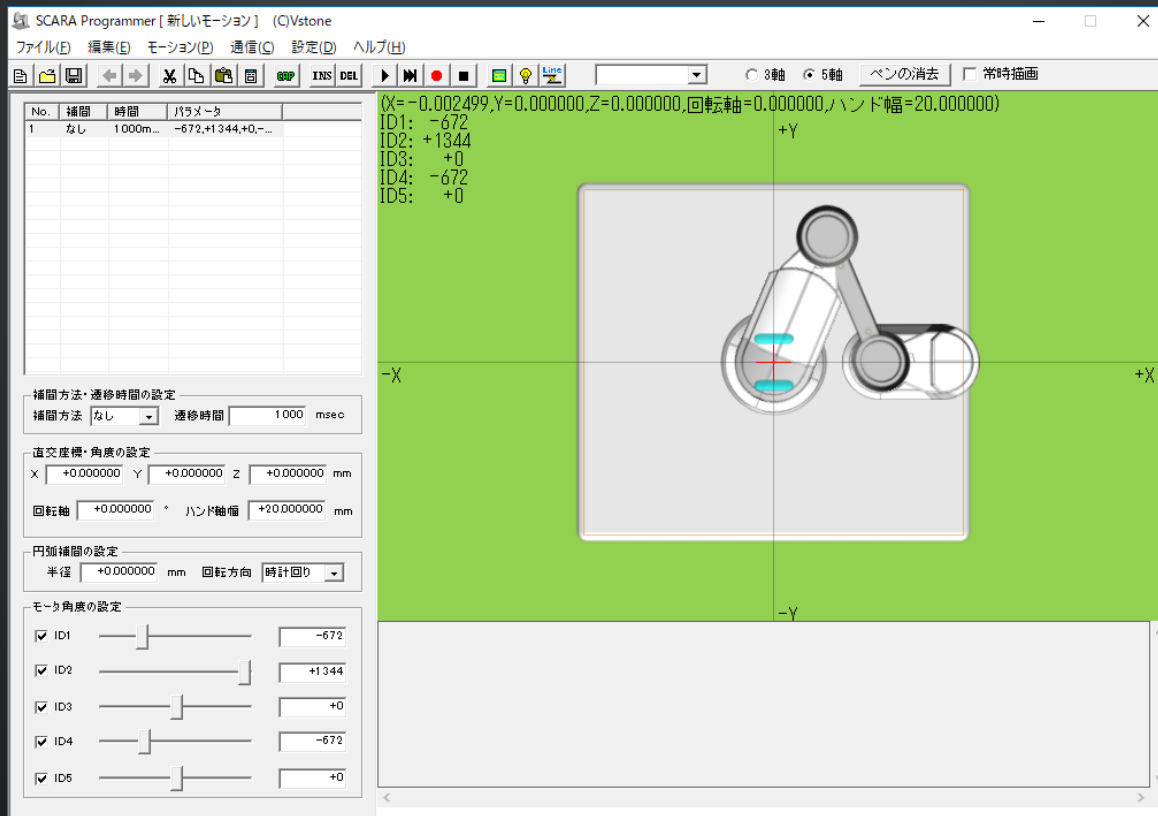 SCARA Programmer [ 新しいモーション ]　(C)Vstone
ファイル(F)　編集(E)　モーション(P)　通信(C)　設定(D)　ヘルプ(H)
CAP INS DEL Line 3軸 5軸 ペンの消去 常時描画
No. 補間 時間 パラメータ
1 なし 1000m... -672,+1344,+0,-...
補間方法・遷移時間の設定
補間方法 なし 遷移時間 1000 msec
直交座標・角度の設定
X +0.000000 Y +0.000000 Z +0.000000 mm
回転軸 +0.000000 ° ハンド軸幅 +20.000000 mm
円弧補間の設定
半径 +0.000000 mm 回転方向 時計回り
モータ角度の設定
ID1 -672
ID2 +1344
ID3 +0
ID4 -672
ID5 +0
(X=-0.002499,Y=0.000000,Z=0.000000,回転軸=0.000000,ハンド幅=20.000000)
ID1: -672
ID2: +1344
ID3: +0
ID4: -672
ID5: +0
+Y
-X
+X
-Y